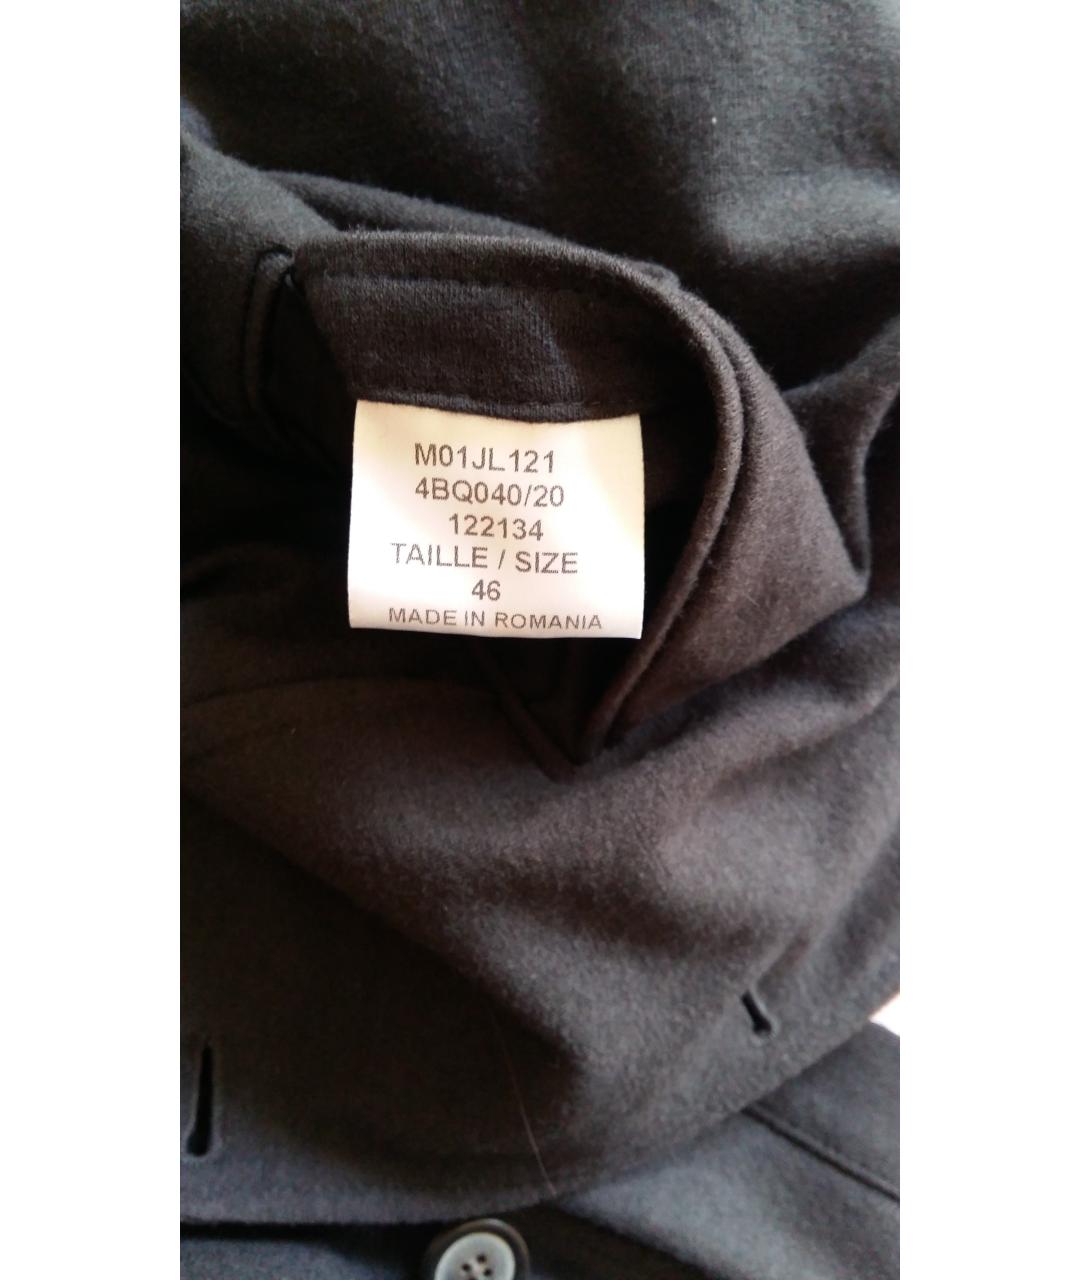 M01JL121
4BQ040/20
122134
TAILLE / SIZE
46
MADE IN ROMANIA